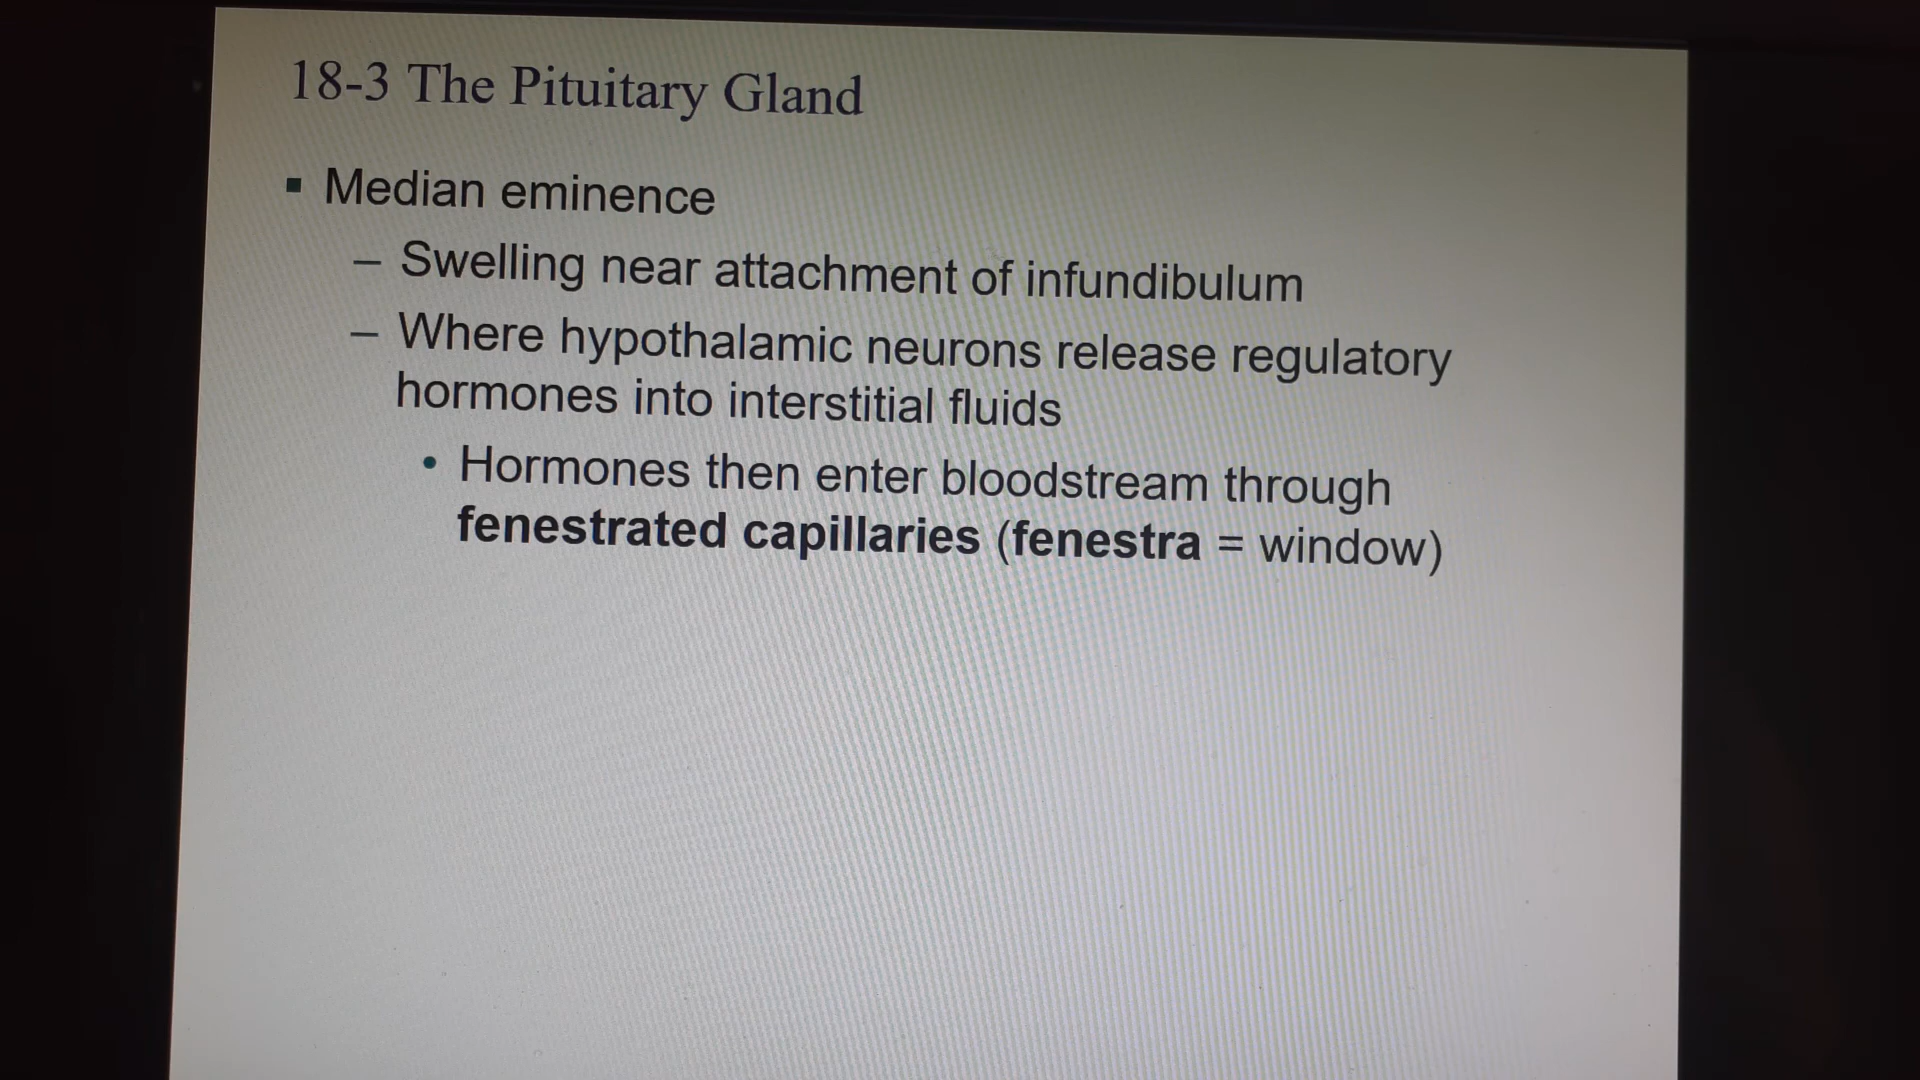 18-3 The Pituitary Gland
▪ Median eminence
– Swelling near attachment of infundibulum
– Where hypothalamic neurons release regulatory
hormones into interstitial fluids
• Hormones then enter bloodstream through
fenestrated capillaries (fenestra = window)